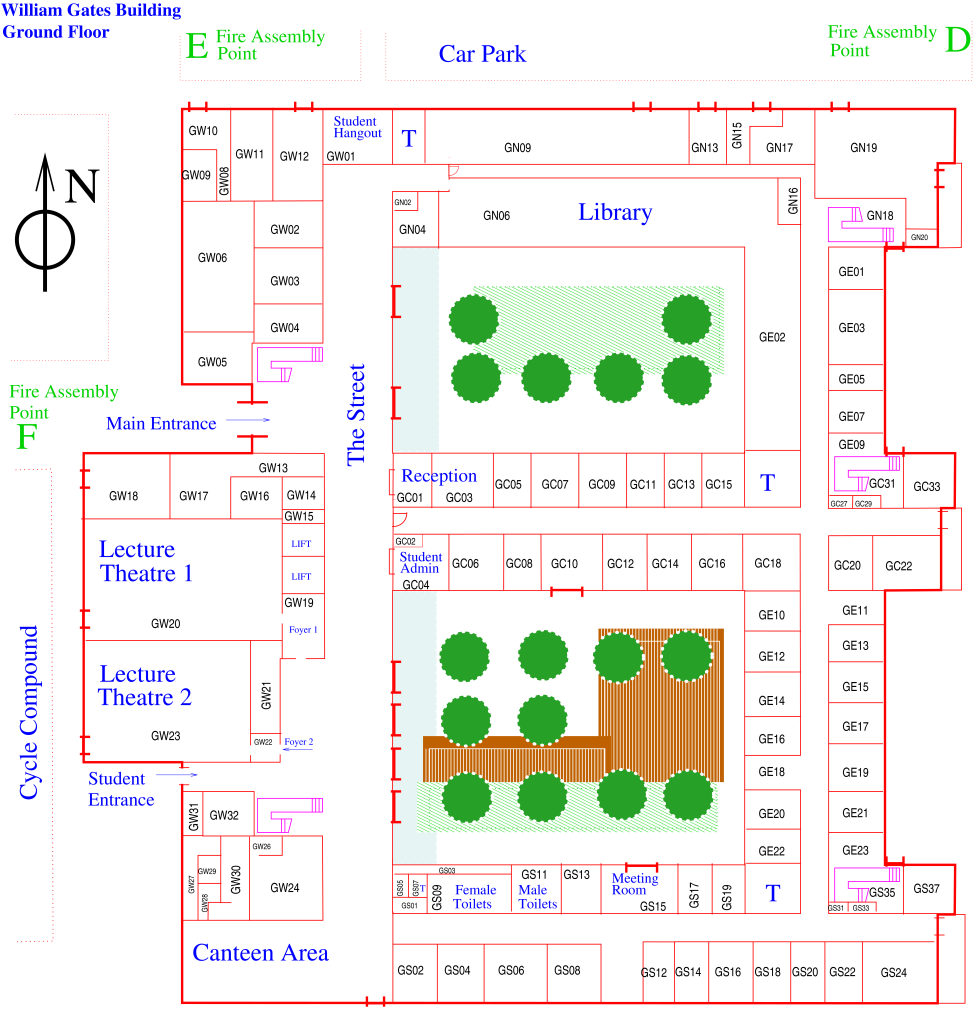 William Gates Building
Ground Floor
E Fire Assembly
Point
Car Park
Fire Assembly
Point D
N
GW10
GW09
GW08
GW11
GW12
Student
Hangout
GW01
T
GN09
GN13
GN15
GN17
GN19
GN02
GN04
GN06
Library
GN16
GN18
GN20
GW02
GW06
GW03
GW04
GW05
GE01
GE02
GE03
GE05
GE07
GE09
The Street
Fire Assembly
Point
F
Main Entrance
GW13
GW18
GW17
GW16
GW14
GW15
Reception
GC01
GC03
GC05
GC07
GC09
GC11
GC13
GC15
T
GC31
GC33
GC27
GC29
Lecture
Theatre 1
LIFT
LIFT
GW19
GW20
Foyer 1
GC02
Student
Admin
GC04
GC06
GC08
GC10
GC12
GC14
GC16
GC18
GC20
GC22
GE10
GE12
GE14
GE16
GE18
GE20
GE22
GE11
GE13
GE15
GE17
GE19
GE21
GE23
Lecture
Theatre 2
GW21
GW23
GW22
Foyer 2
Cycle Compound
Student
Entrance
GW31
GW32
GW26
GW27
GW29
GW28
GW30
GW24
GS03
GS05
GS07
T
GS01
GS09
Female
Toilets
GS11
Male
Toilets
GS13
Meeting
Room
GS15
GS17
GS19
T
GS35
GS37
GS31
GS33
Canteen Area
GS02
GS04
GS06
GS08
GS12
GS14
GS16
GS18
GS20
GS22
GS24